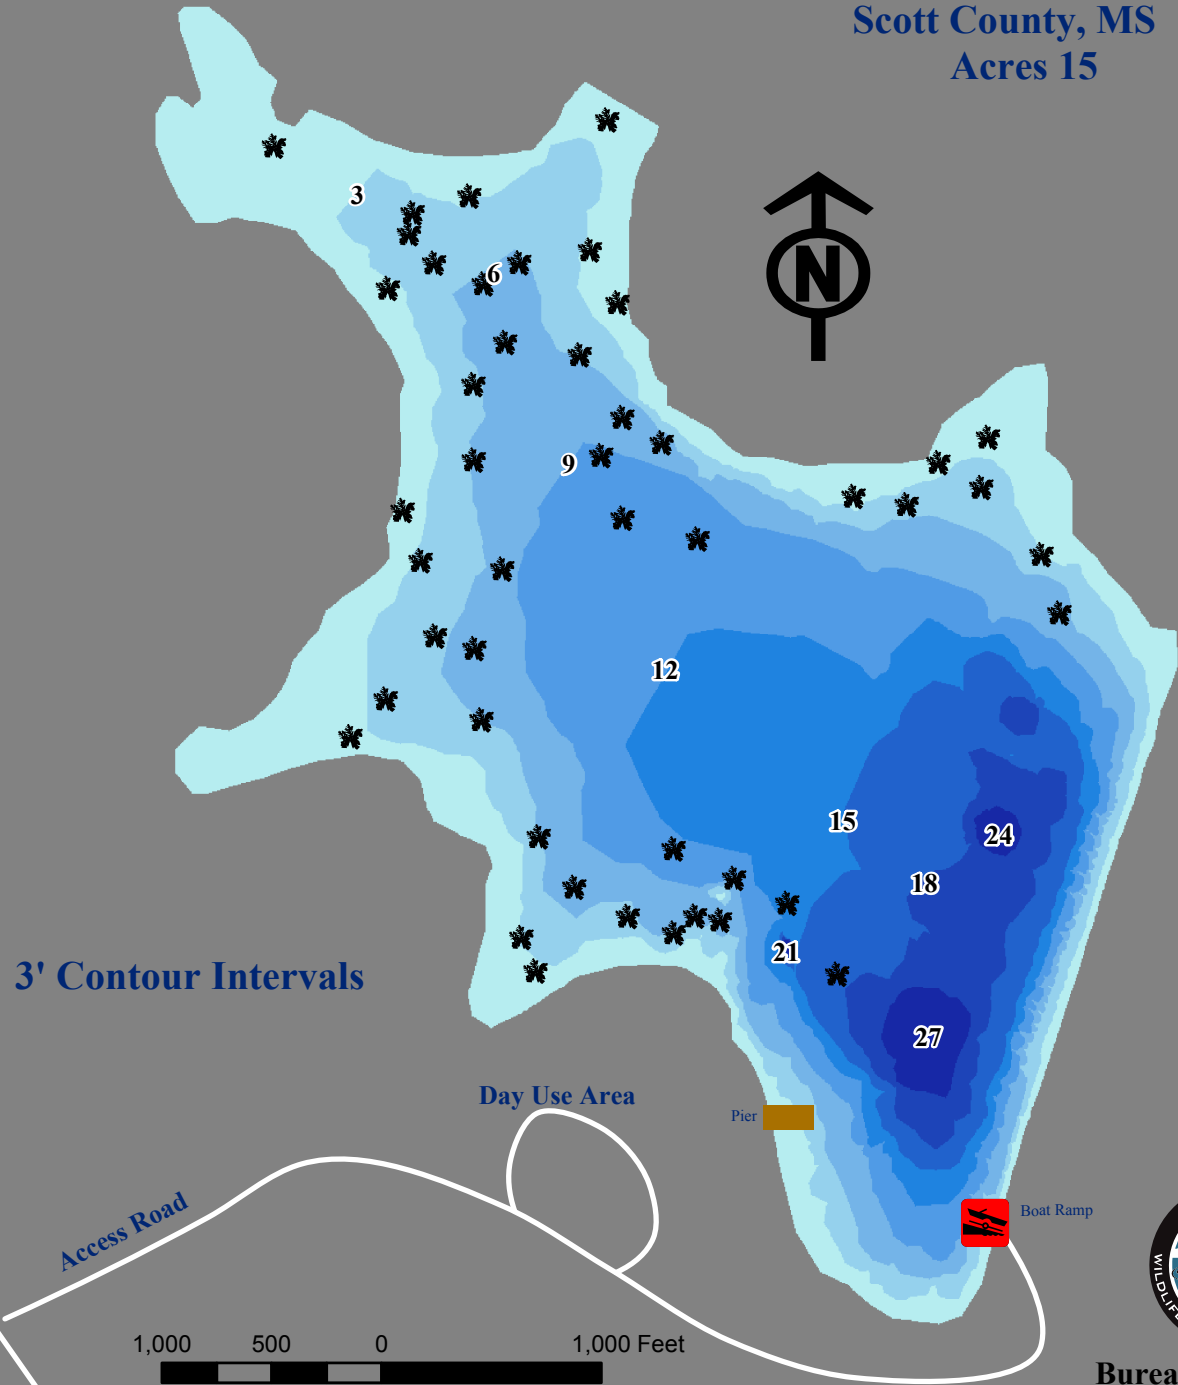 Scott County, MS
Acres 15
N
3
6
9
12
15
24
18
21
27
3' Contour Intervals
Day Use Area
Pier
Access Road
Boat Ramp
1,000 500 0 1,000 Feet